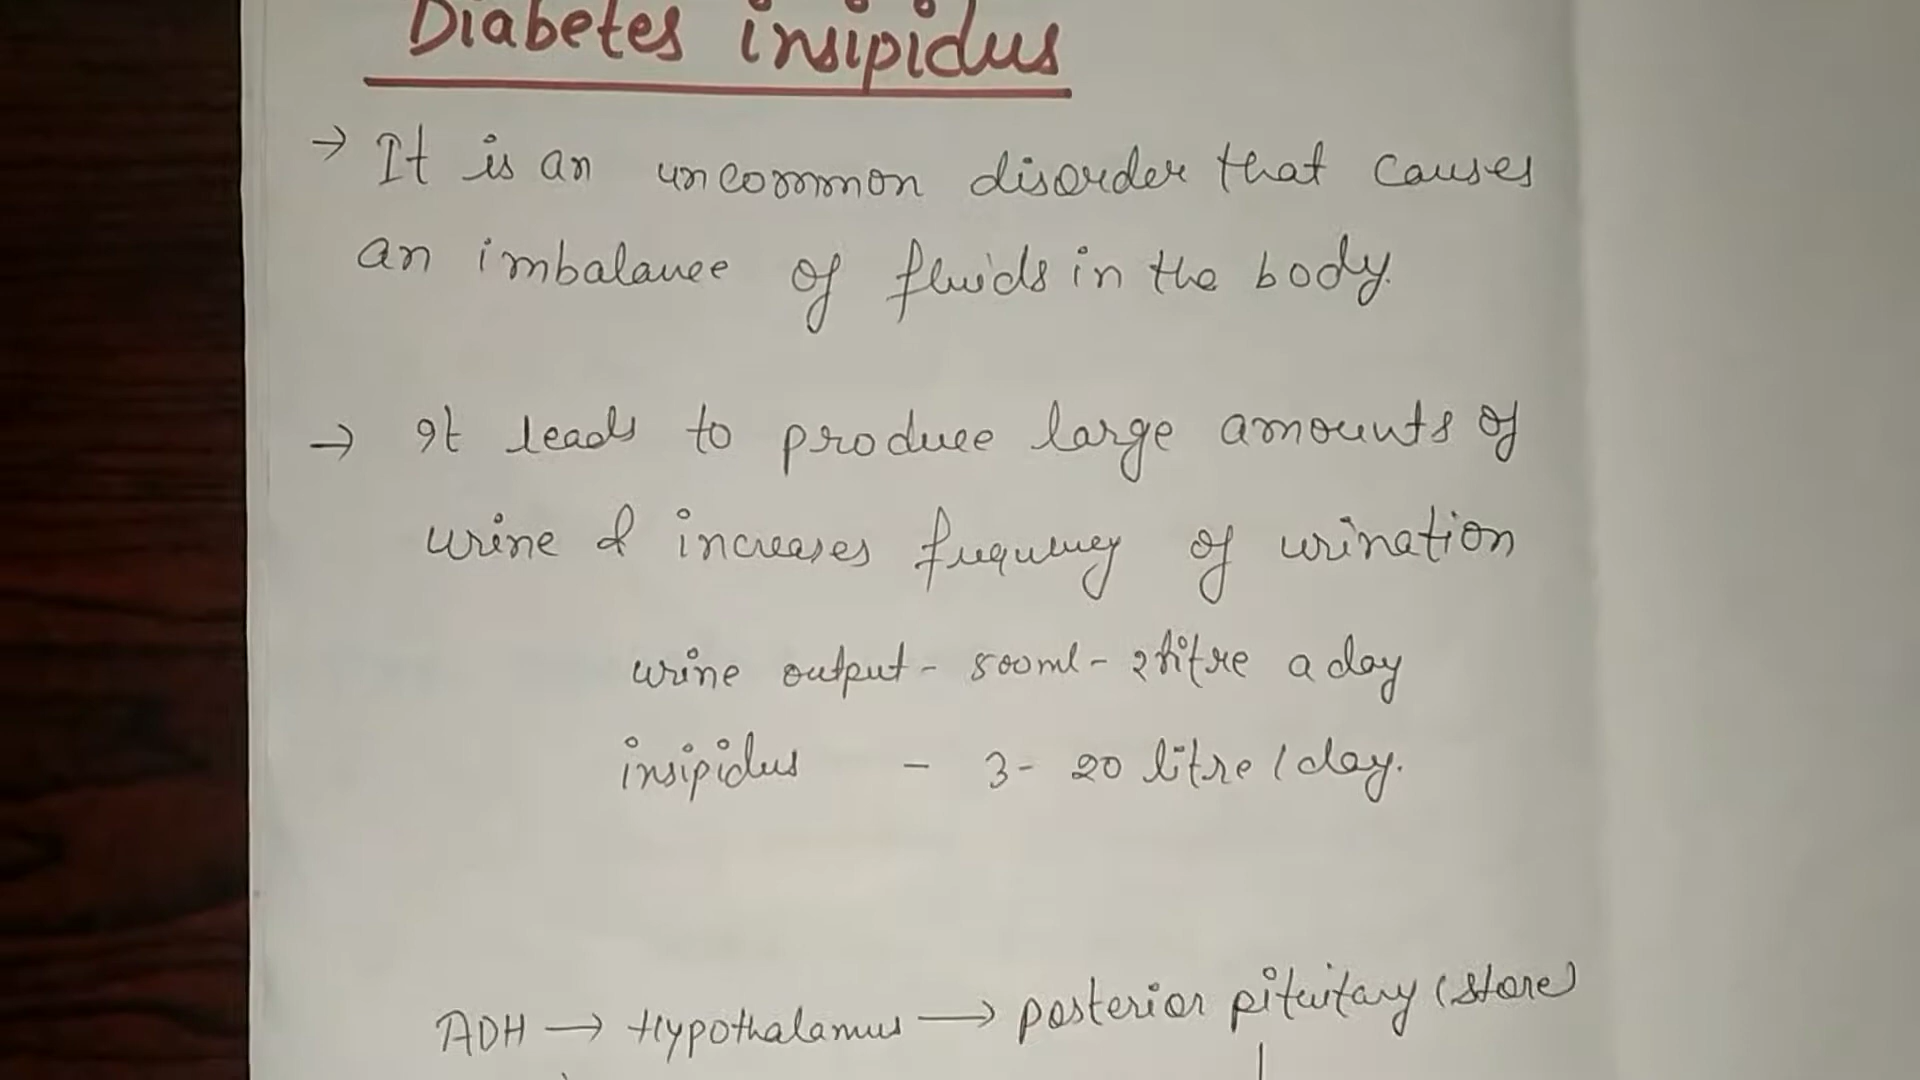 Diabetes insipidus
→ It is an uncommon disorder that causes
an imbalance of fluids in the body.
→ It leads to produce large amounts of
urine & increases frequency of urination
urine output - 800ml - 2litre a day
insipidus - 3 - 20 litre / day.
ADH → Hypothalamus → posterior pituitary (store)